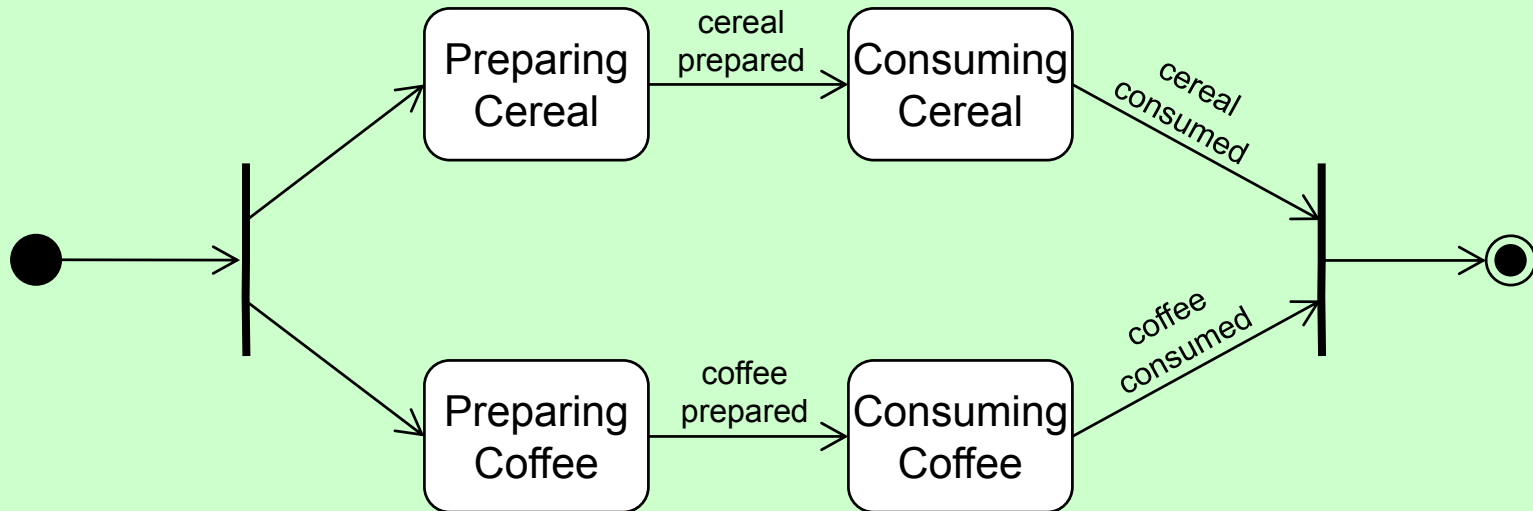 Preparing
Cereal
cereal
prepared
Consuming
Cereal
cereal
consumed
Preparing
Coffee
coffee
prepared
Consuming
Coffee
coffee
consumed